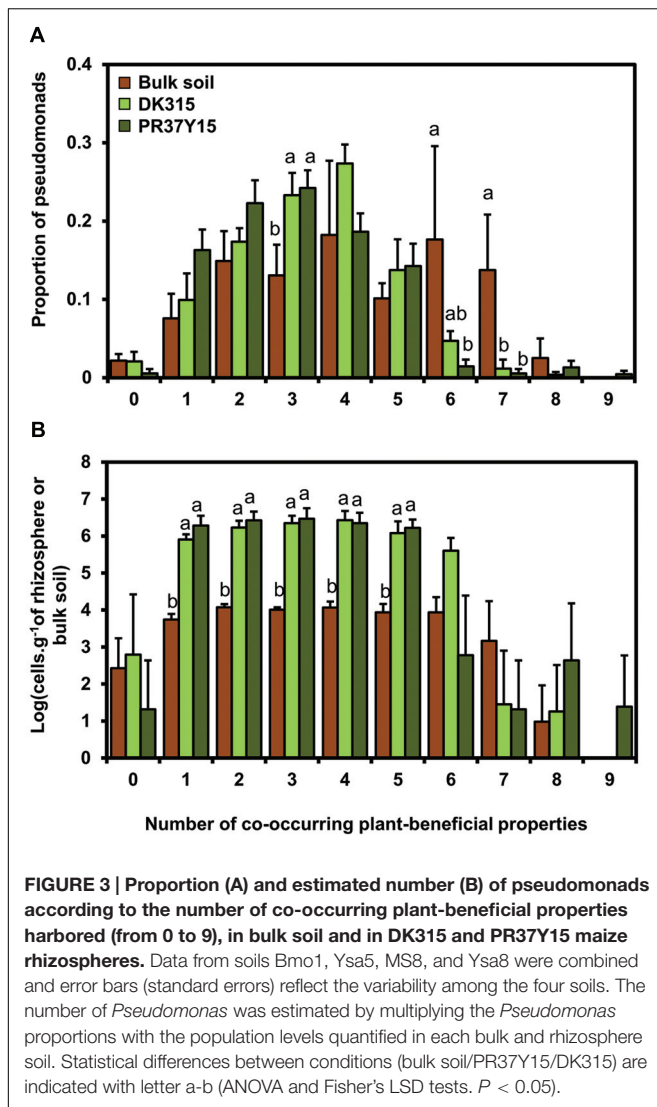 A
0.4
Bulk soil
DK315
PR37Y15
a
a
a a
0.3
b
0.2
ab
b
b
b
0.1
0
Proportion of pseudomonads
0 1 2 3 4 5 6 7 8 9
B
8
7
6
5
4
3
2
1
0
a a a a a a a a a a
b b b b b
Log(cells.g-1of rhizosphere or
bulk soil)
0 1 2 3 4 5 6 7 8 9
Number of co-occurring plant-beneficial properties
FIGURE 3 | Proportion (A) and estimated number (B) of pseudomonads
according to the number of co-occurring plant-beneficial properties
harbored (from 0 to 9), in bulk soil and in DK315 and PR37Y15 maize
rhizospheres. Data from soils Bmo1, Ysa5, MS8, and Ysa8 were combined
and error bars (standard errors) reflect the variability among the four soils. The
number of Pseudomonas was estimated by multiplying the Pseudomonas
proportions with the population levels quantified in each bulk and rhizosphere
soil. Statistical differences between conditions (bulk soil/PR37Y15/DK315) are
indicated with letter a-b (ANOVA and Fisher's LSD tests. P < 0.05).